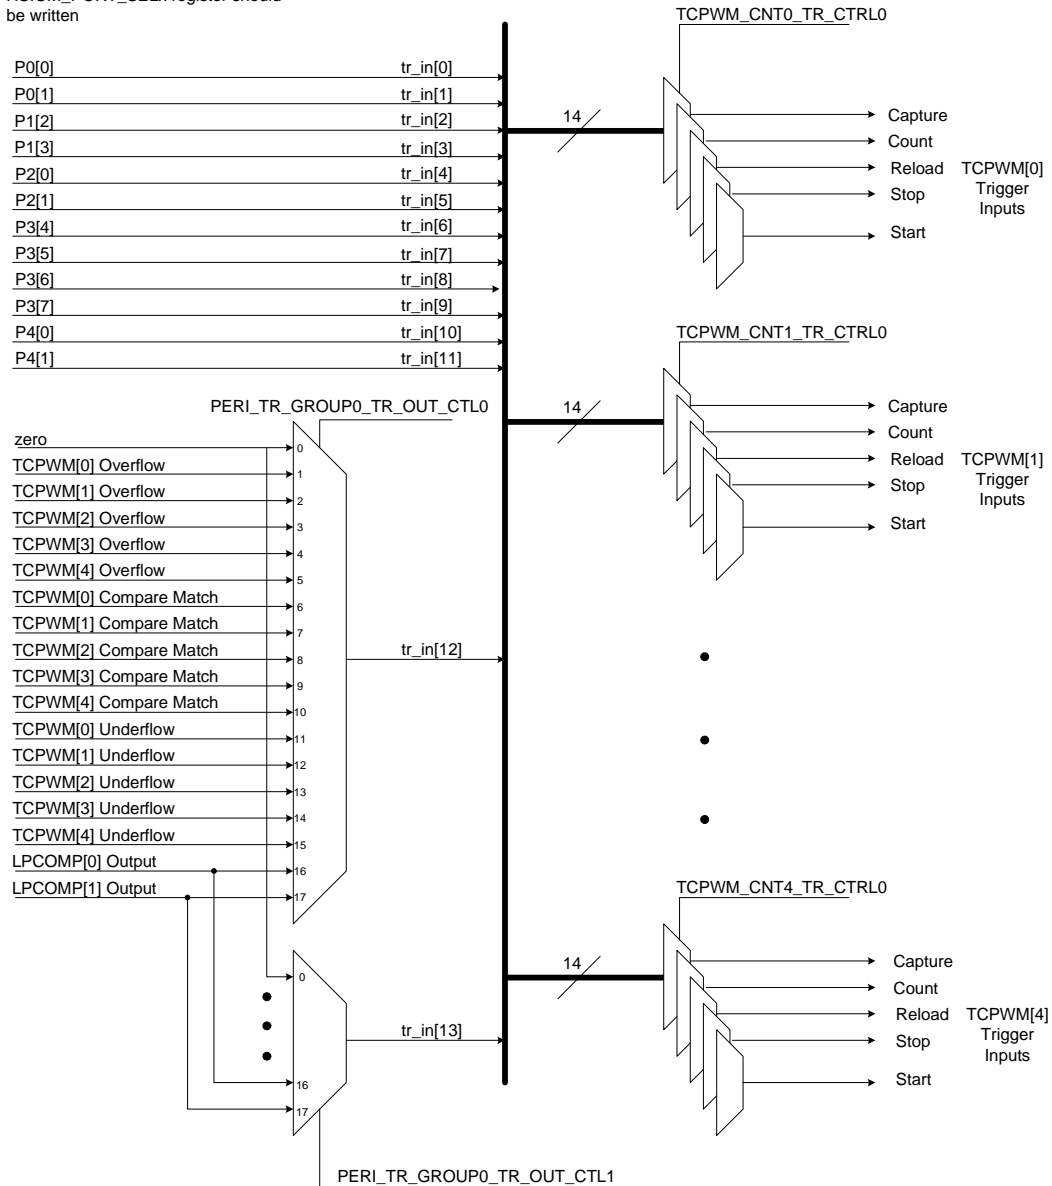 be written
TCPWM_CNT0_TR_CTRL0
P0[0] tr_in[0]
P0[1] tr_in[1]
P1[2] tr_in[2]
P1[3] tr_in[3]
P2[0] tr_in[4]
P2[1] tr_in[5]
P3[4] tr_in[6]
P3[5] tr_in[7]
P3[6] tr_in[8]
P3[7] tr_in[9]
P4[0] tr_in[10]
P4[1] tr_in[11]
14
Capture
Count
Reload
Stop
Start
TCPWM[0]
Trigger
Inputs
TCPWM_CNT1_TR_CTRL0
14
Capture
Count
Reload
Stop
Start
TCPWM[1]
Trigger
Inputs
PERI_TR_GROUP0_TR_OUT_CTL0
zero 0
TCPWM[0] Overflow 1
TCPWM[1] Overflow 2
TCPWM[2] Overflow 3
TCPWM[3] Overflow 4
TCPWM[4] Overflow 5
TCPWM[0] Compare Match 6
TCPWM[1] Compare Match 7
TCPWM[2] Compare Match 8
TCPWM[3] Compare Match 9
TCPWM[4] Compare Match 10
TCPWM[0] Underflow 11
TCPWM[1] Underflow 12
TCPWM[2] Underflow 13
TCPWM[3] Underflow 14
TCPWM[4] Underflow 15
LPCOMP[0] Output 16
LPCOMP[1] Output 17
tr_in[12]
0
16
17
tr_in[13]
PERI_TR_GROUP0_TR_OUT_CTL1
TCPWM_CNT4_TR_CTRL0
14
Capture
Count
Reload
Stop
Start
TCPWM[4]
Trigger
Inputs